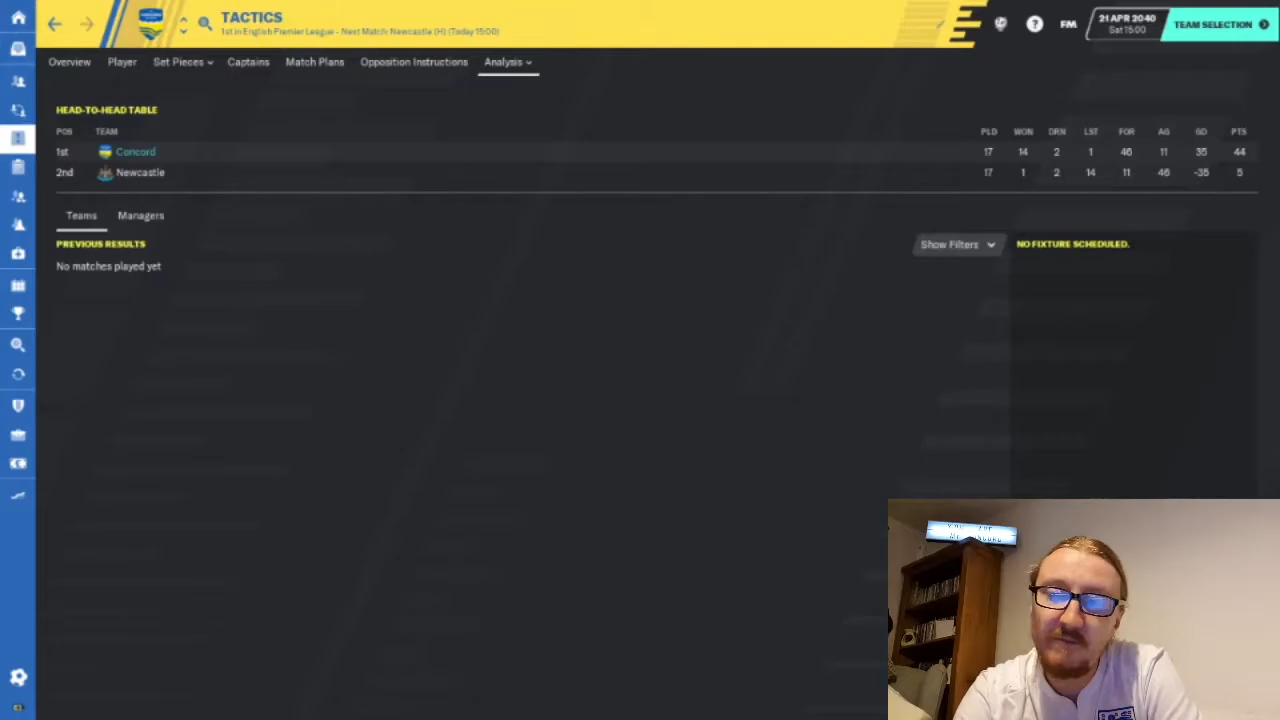 TACTICS
1st in English Premier League - Next Match: Newcastle (H) (Today 15:00)
FM
21 APR 2040
Sat 15:00
TEAM SELECTION
Overview Player Set Pieces Captains Match Plans Opposition Instructions Analysis
HEAD-TO-HEAD TABLE
POS TEAM PLD WON DRN LST FOR AG GD PTS
1st Concord 17 14 2 1 46 11 35 44
2nd Newcastle 17 1 2 14 11 46 -35 5
Teams Managers
PREVIOUS RESULTS
Show Filters
NO FIXTURE SCHEDULED.
No matches played yet